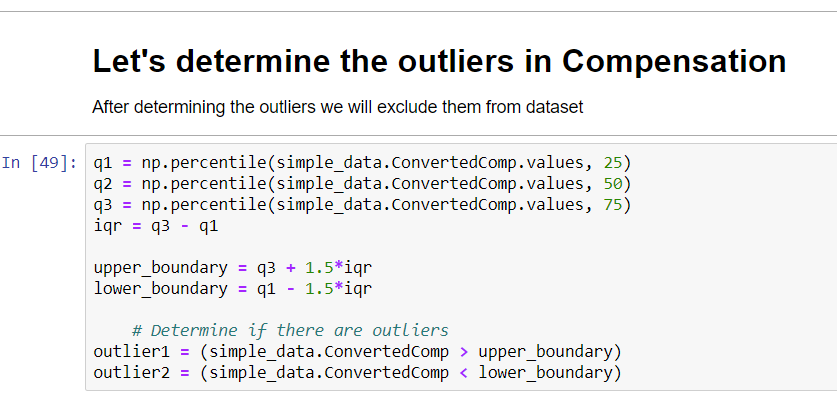 Let's determine the outliers in Compensation
After determining the outliers we will exclude them from dataset
In [49]: q1 = np.percentile(simple_data.ConvertedComp.values, 25)
q2 = np.percentile(simple_data.ConvertedComp.values, 50)
q3 = np.percentile(simple_data.ConvertedComp.values, 75)
iqr = q3 - q1
upper_boundary = q3 + 1.5*iqr
lower_boundary = q1 - 1.5*iqr
# Determine if there are outliers
outlier1 = (simple_data.ConvertedComp > upper_boundary)
outlier2 = (simple_data.ConvertedComp < lower_boundary)